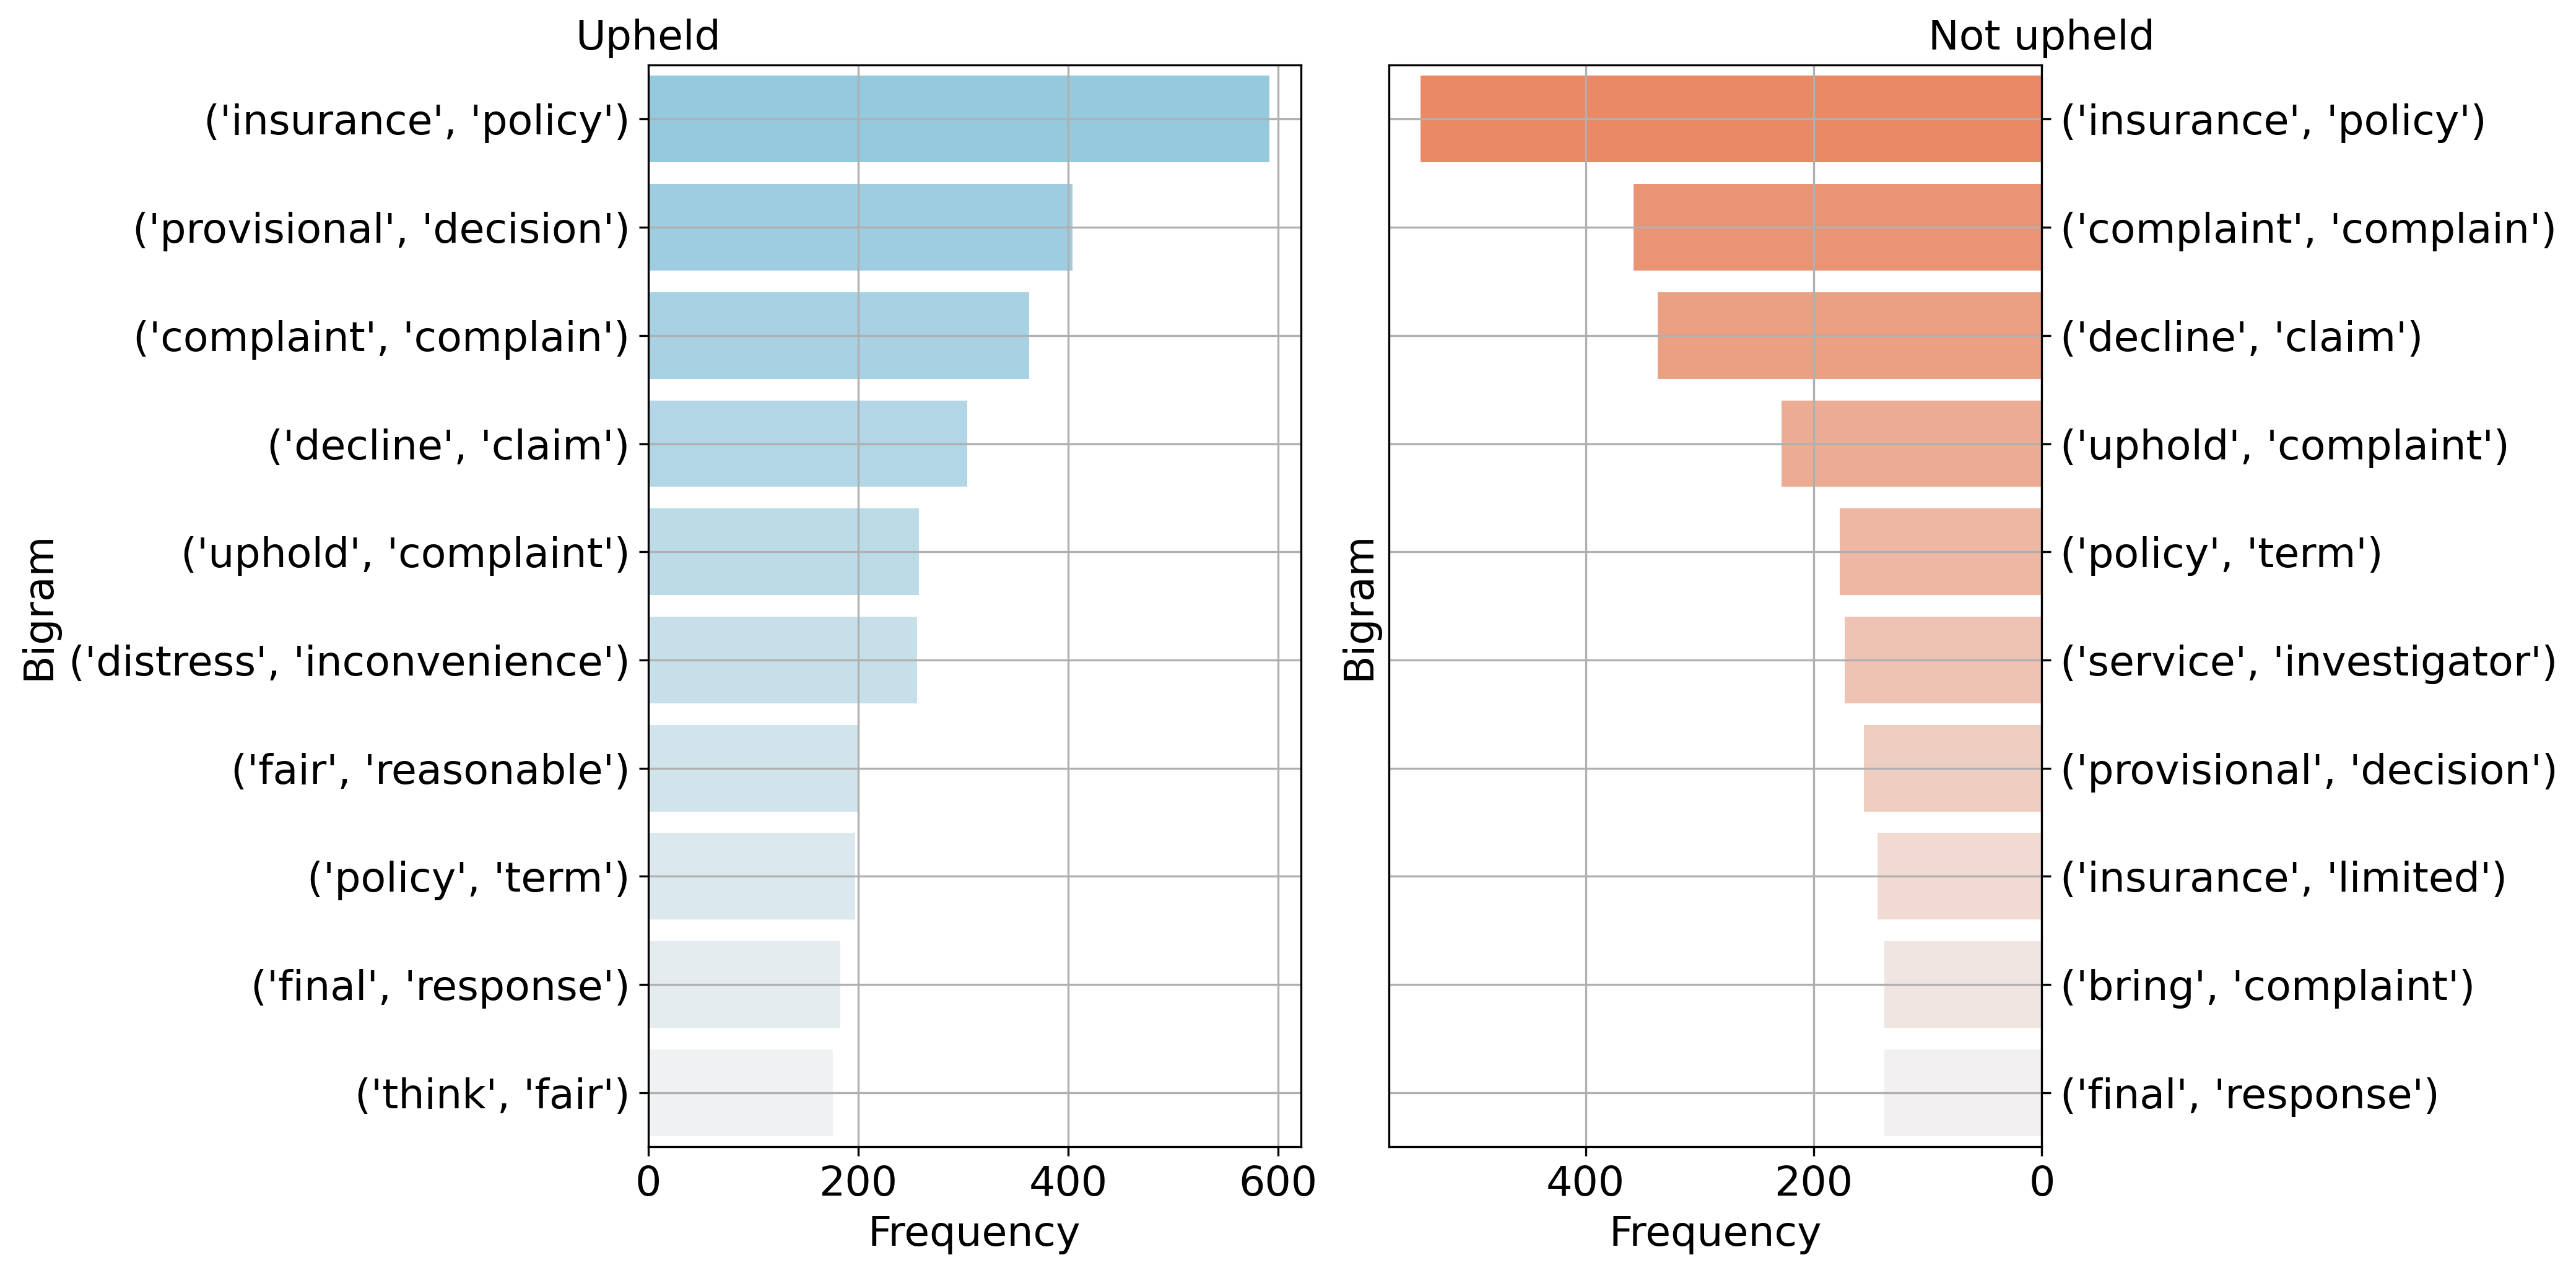 Upheld
('insurance', 'policy')
('provisional', 'decision')
('complaint', 'complain')
('decline', 'claim')
('uphold', 'complaint')
('distress', 'inconvenience')
('fair', 'reasonable')
('policy', 'term')
('final', 'response')
('think', 'fair')
Bigram
0 200 400 600
Frequency
Not upheld
('insurance', 'policy')
('complaint', 'complain')
('decline', 'claim')
('uphold', 'complaint')
('policy', 'term')
('service', 'investigator')
('provisional', 'decision')
('insurance', 'limited')
('bring', 'complaint')
('final', 'response')
Bigram
400 200 0
Frequency